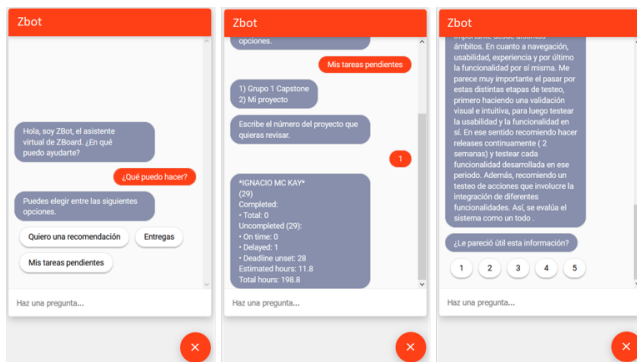 Zbot
Hola, soy ZBot, el asistente
virtual de ZBoard. ¿En qué
puedo ayudarte?
¿Qué puedo hacer?
Puedes elegir entre las siguientes
opciones.
Quiero una recomendación
Entregas
Mis tareas pendientes
Haz una pregunta...
Zbot
opciones.
Mis tareas pendientes
1) Grupo 1 Capstone
2) Mi proyecto
Escribe el número del proyecto que
quieras revisar.
1
*IGNACIO MC KAY*
(29)
Completed:
• Total: 0
Uncompleted (29):
• On time: 0
• Delayed: 1
• Deadline unset: 28
Estimated hours: 11.8
Total hours: 198.8
Haz una pregunta...
Zbot
importante desde distintos
ámbitos. En cuanto a navegación,
usabilidad, experiencia y por último
la funcionalidad por sí misma. Me
parece muy importante el pasar por
estas distintas etapas de testeo,
primero haciendo una validación
visual e intuitiva, para luego testear
la usabilidad y la funcionalidad en
sí. En ese sentido recomiendo hacer
releases continuamente ( 2
semanas) y testear cada
funcionalidad desarrollada en ese
periodo. Además, recomiendo un
testeo de acciones que involucre la
integración de diferentes
funcionalidades. Así, se evalúa el
sistema como un todo .
¿Le pareció útil esta información?
1 2 3 4 5
Haz una pregunta...